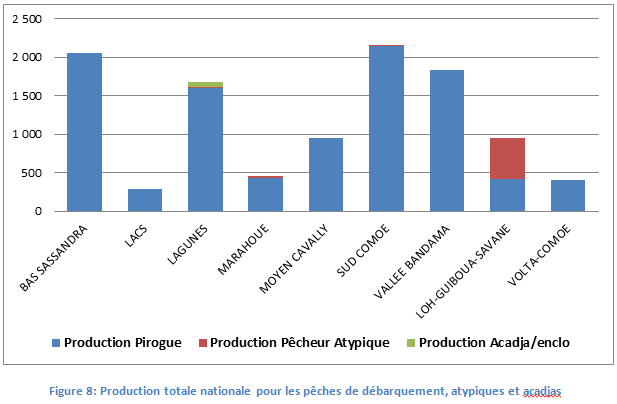 2 500
2 000
1 500
1 000
500
0
BAS SASSANDRA
LACS
LAGUNES
MARAHOUE
MOYEN CAVALLY
SUD COMOE
VALLEE BANDAMA
LOH-GUIBOUA-SAVANE
VOLTA-COMOE
Production Pirogue
Production Pêcheur Atypique
Production Acadja/enclo
Figure 8: Production totale nationale pour les pêches de débarquement, atypiques et acadjas